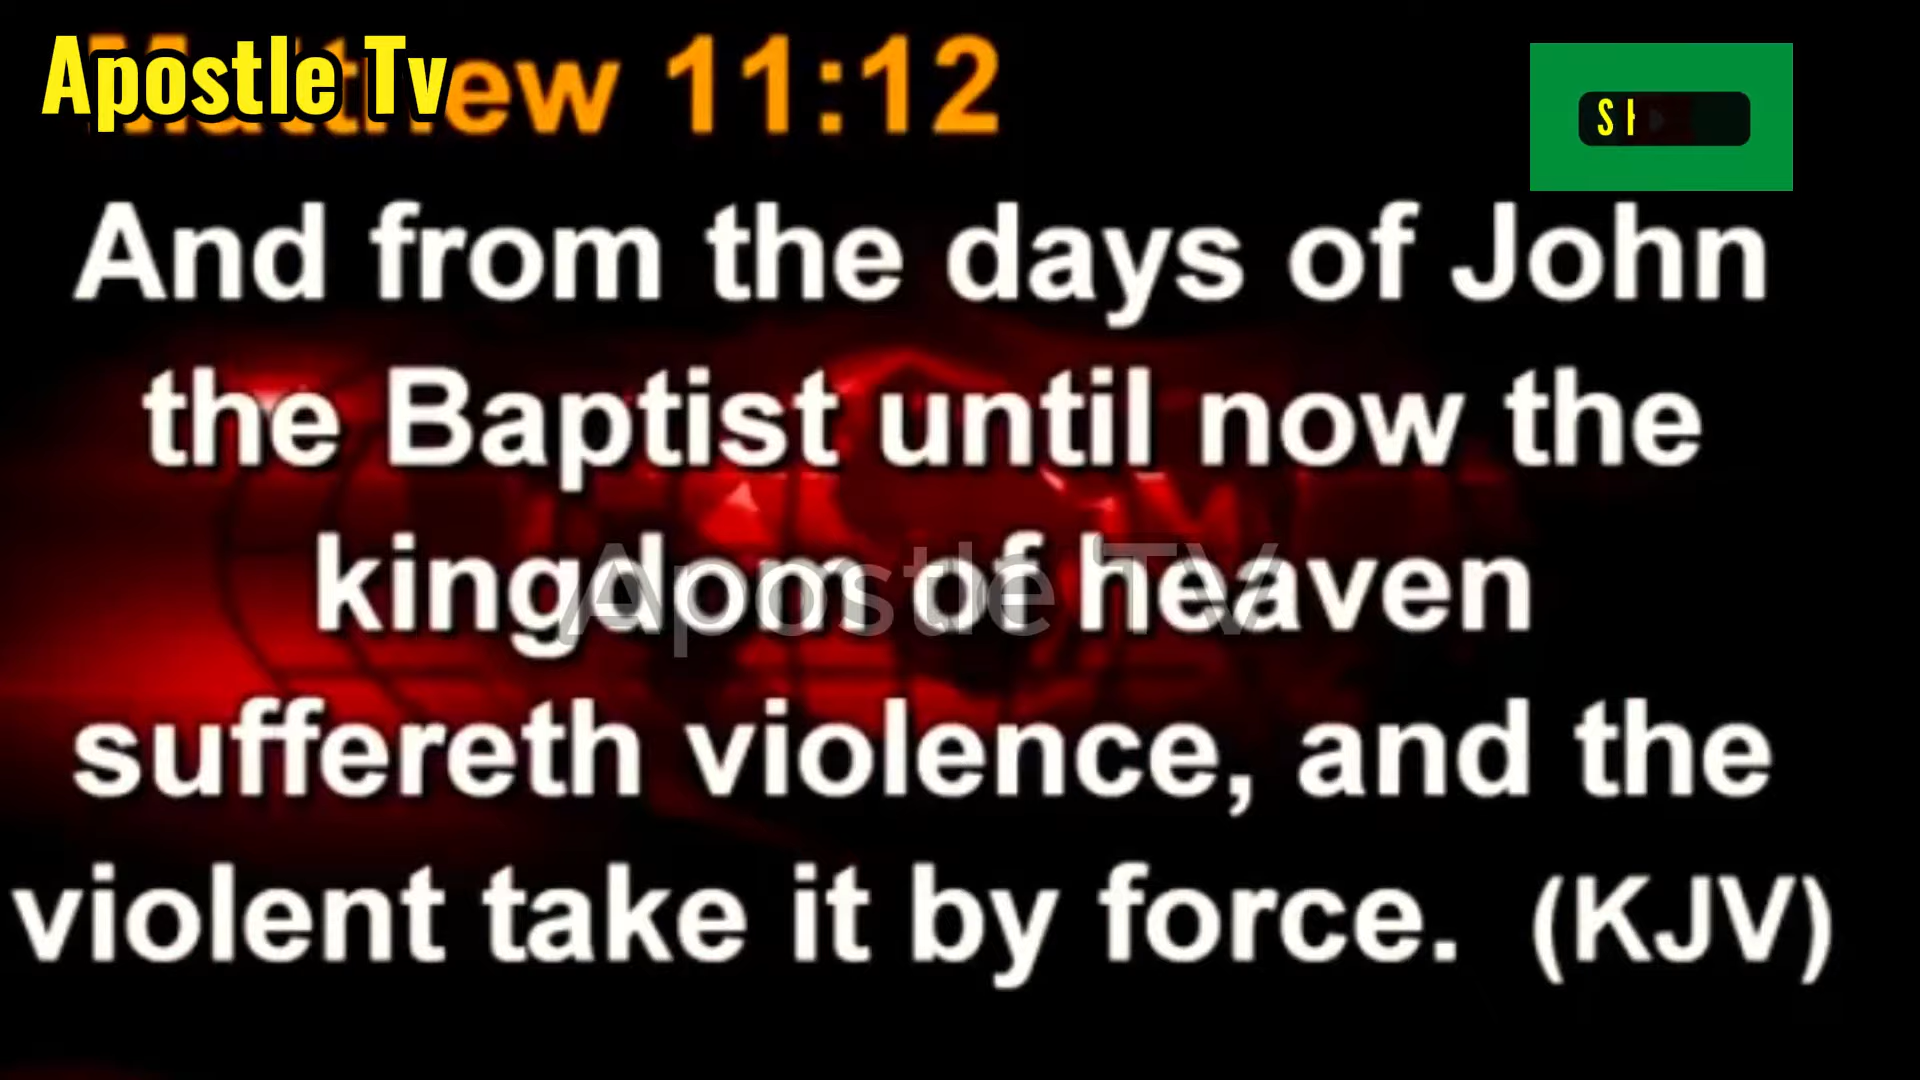 Apostle Tv
Matthew 11:12
And from the days of John
the Baptist until now the
kingdom of heaven
Apostle TV
suffereth violence, and the
violent take it by force. (KJV)